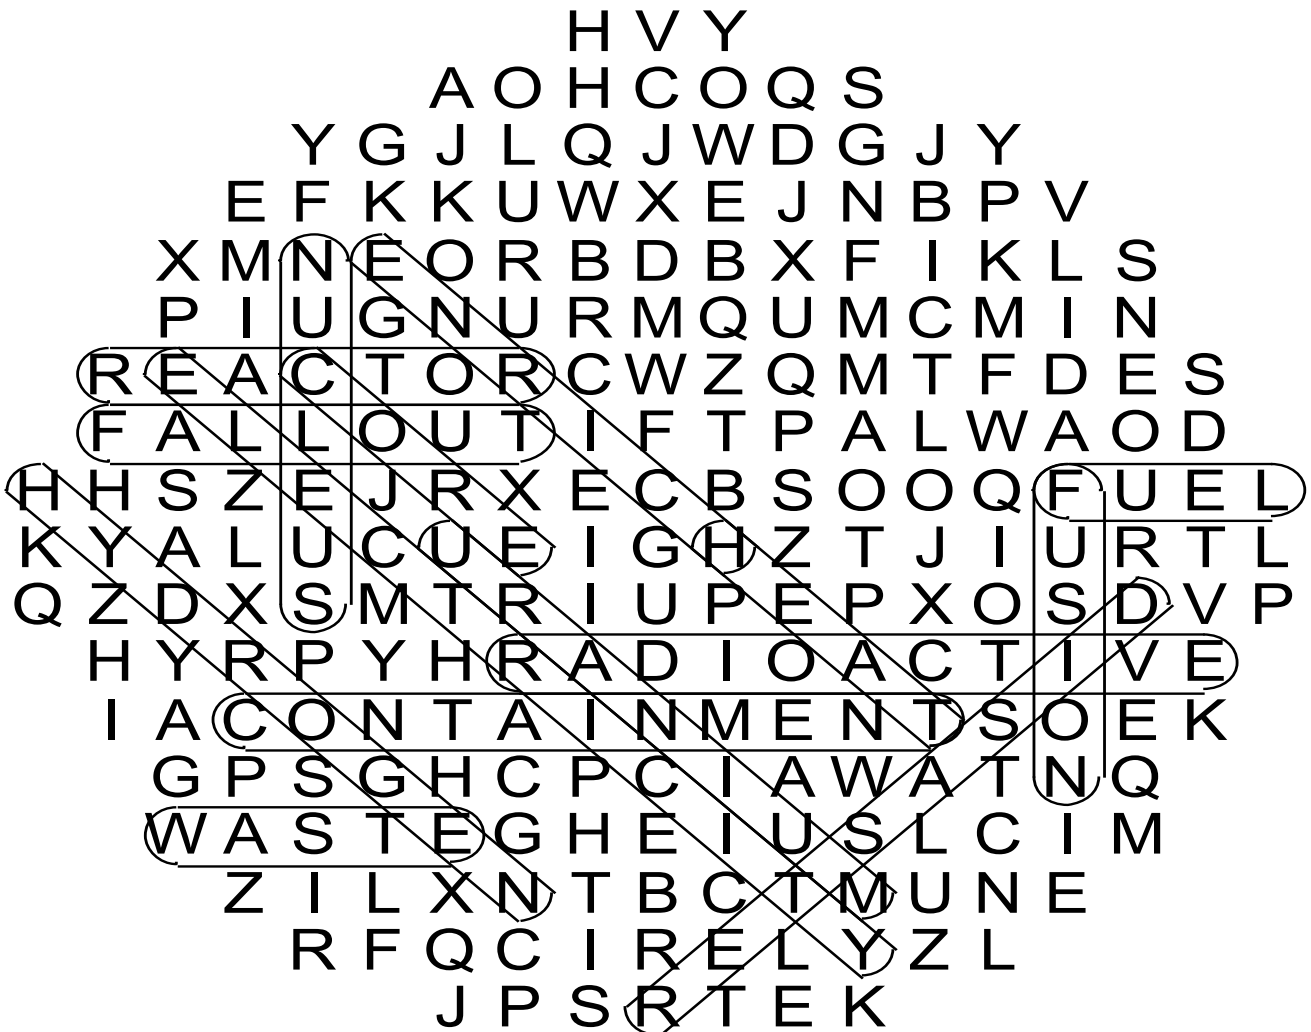 H V Y
A O H C O Q S
Y G J L Q J W D G J Y
E F K K U W X E J N B P V
X M N E O R B D B X F I K L S
P I U G N U R M Q U M C M I N
R E A C T O R C W Z Q M T F D E S
F A L L O U T I F T P A L W A O D
H H S Z E J R X E C B S O O Q F U E L
K Y A L U C U E I G H Z T J I U R T L
Q Z D X S M T R I U P E P X O S D V P
H Y R P Y H R A D I O A C T I V E
I A C O N T A I N M E N T S O E K
G P S G H C P C I A W A T N Q
W A S T E G H E I U S L C I M
Z I L X N T B C T M U N E
R F Q C I R E L Y Z L
J P S R T E K